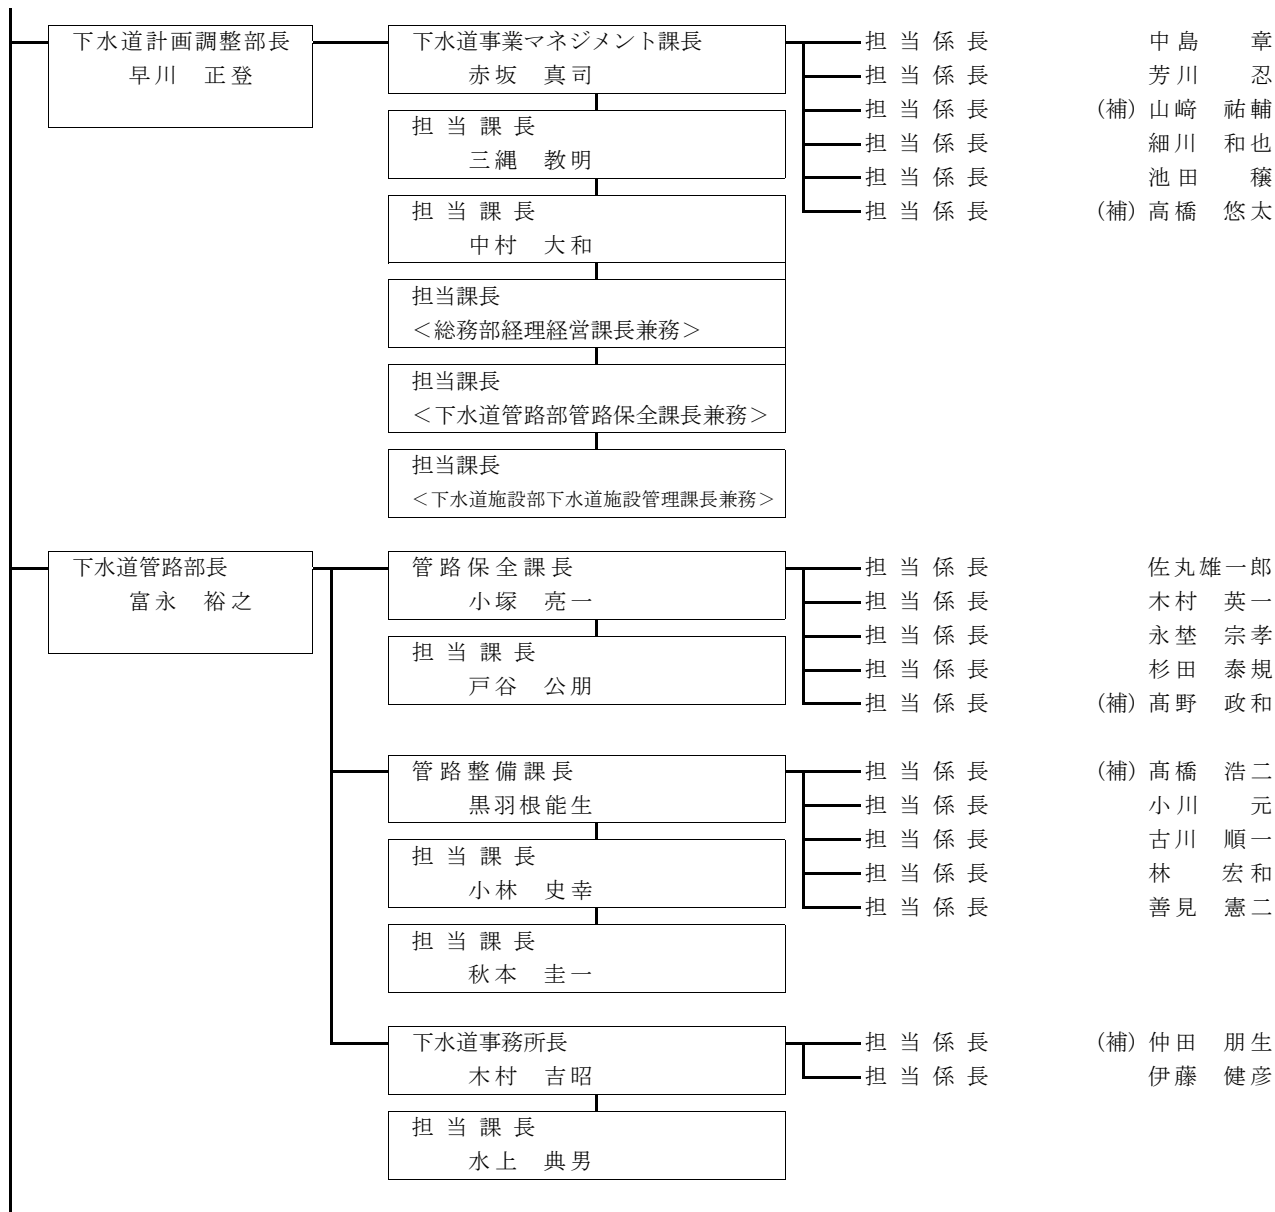 下水道計画調整部長
早川　正登
下水道事業マネジメント課長
赤坂　真司
担当課長
三縄　教明
担当課長
中村　大和
担当課長
＜総務部経理経営課長兼務＞
担当課長
＜下水道管路部管路保全課長兼務＞
担当課長
＜下水道施設部下水道施設管理課長兼務＞
担当係長　中島　章
担当係長　芳川　忍
担当係長　(補) 山﨑　祐輔
担当係長　細川　和也
担当係長　池田　穣
担当係長　(補) 高橋　悠太
下水道管路部長
富永　裕之
管路保全課長
小塚　亮一
担当課長
戸谷　公朋
担当係長　佐丸雄一郎
担当係長　木村　英一
担当係長　永埜　宗孝
担当係長　杉田　泰規
担当係長　(補) 髙野　政和
管路整備課長
黒羽根能生
担当課長
小林　史幸
担当課長
秋本　圭一
担当係長　(補) 髙橋　浩二
担当係長　小川　元
担当係長　古川　順一
担当係長　林　宏和
担当係長　善見　憲二
下水道事務所長
木村　吉昭
担当課長
水上　典男
担当係長　(補) 仲田　朋生
担当係長　伊藤　健彦